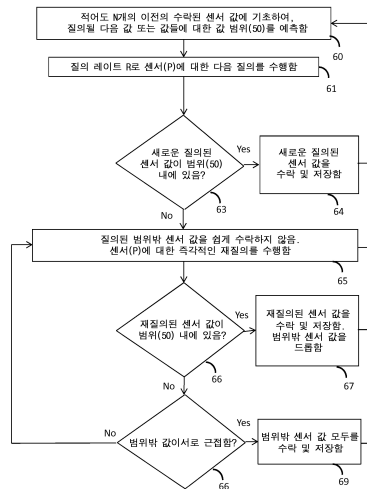 적어도 N개의 이전의 수락된 센서 값에 기초하여,
질의될 다음 값 또는 값들에 대한 값 범위(50)를 예측함
60
질의 레이트 R로 센서(P)에 대한 다음 질의를 수행함
61
새로운 질의된
센서 값이 범위(50)
내에 있음?
Yes
No
63
새로운 질의된
센서 값을
수락 및 저장함
64
질의된 범위밖 센서 값을 쉽게 수락하지 않음.
센서(P)에 대한 즉각적인 재질의를 수행함
65
재질의된 센서 값이
범위(50) 내에 있음?
Yes
No
66
재질의된 센서 값을
수락 및 저장함,
범위밖 센서 값을
드롭함
67
범위밖 값이서로 근접함?
No
Yes
66
범위밖 센서 값 모두를
수락 및 저장함
69